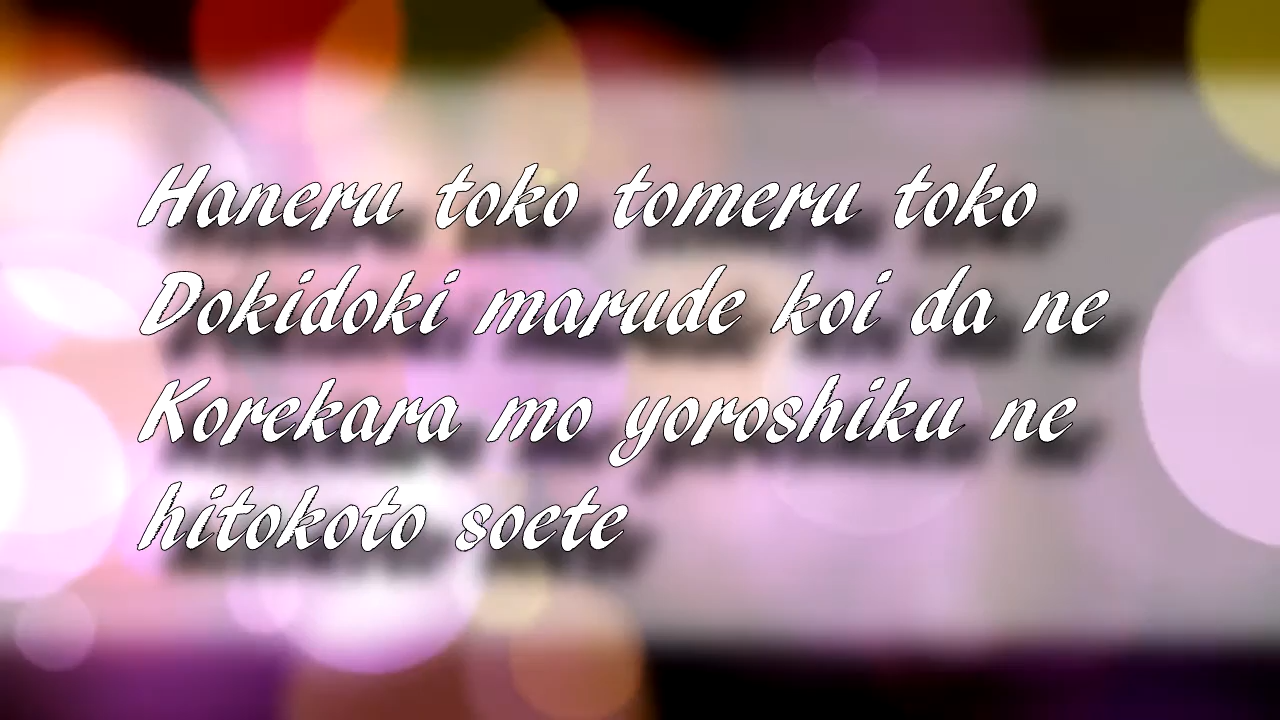 Haneru toko tomeru toko
Dokidoki marude koi da ne
Korekara mo yoroshiku ne
hitokoto soete